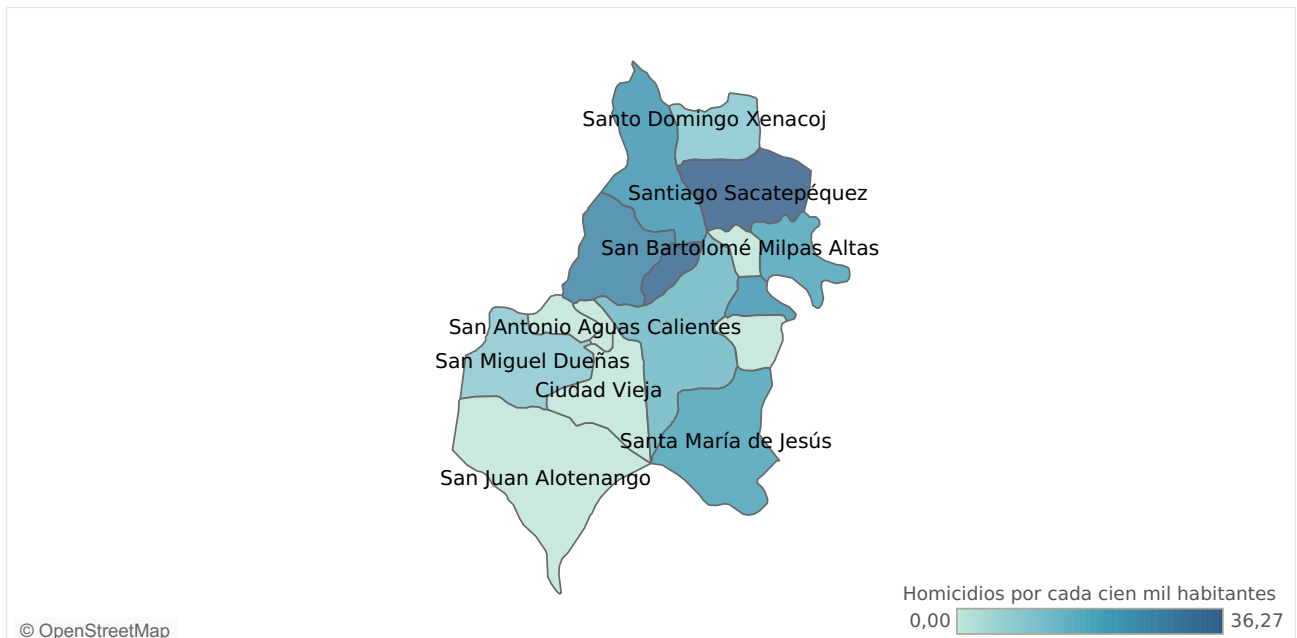 Santo Domingo Xenacoj
Santiago Sacatepéquez
San Bartolomé Milpas Altas
San Antonio Aguas Calientes
San Miguel Dueñas
Ciudad Vieja
Santa María de Jesús
San Juan Alotenango
Homicidios por cada cien mil habitantes
0,00 36,27
© OpenStreetMap